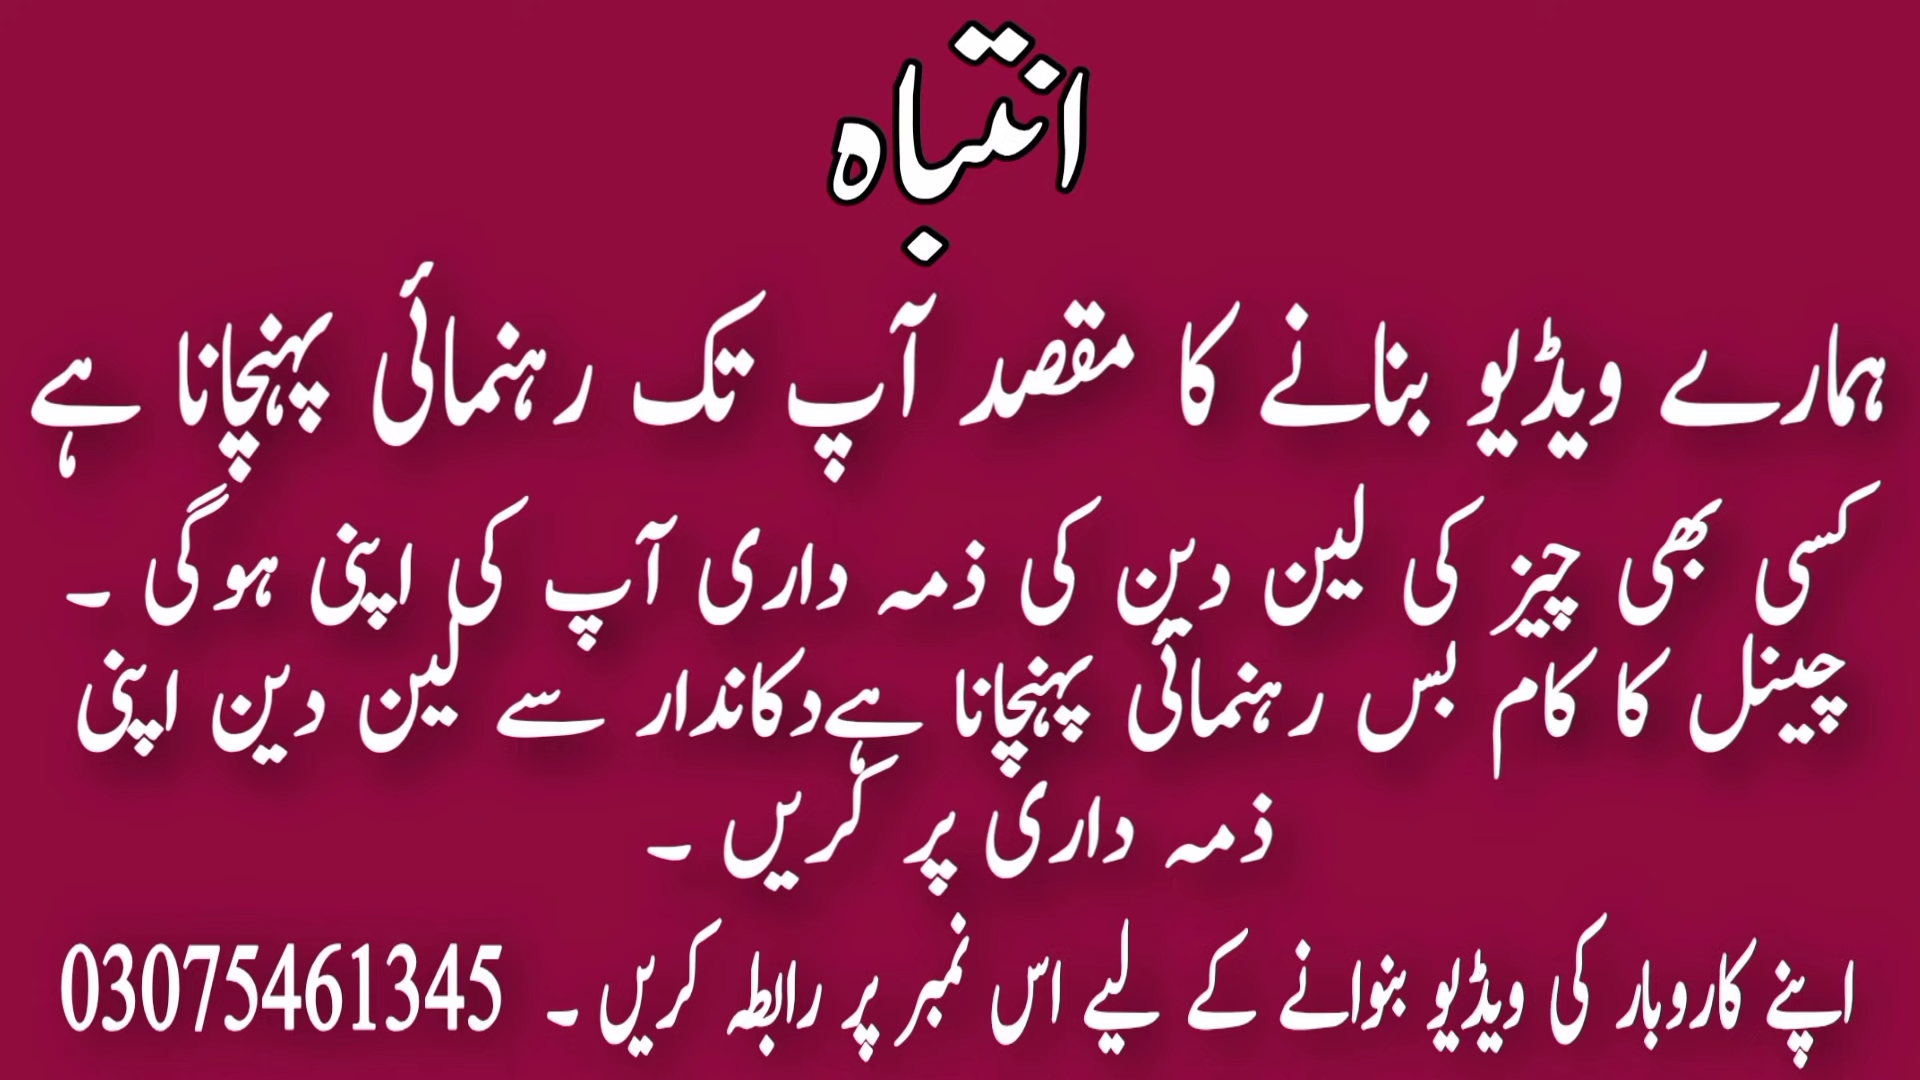 انتباہ
ہمارے ویڈیو بنانے کا مقصد آپ تک رہنمائی پہنچانا ہے
کسی بھی چیز کی لین دین کی ذمہ داری آپ کی اپنی ہوگی ۔
چینل کا کام بس رہنمائی پہنچانا ہےدکاندار سے لین دین اپنی
ذمہ داری پر کریں ۔
اپنے کاروبار کی ویڈیو بنوانے کے لیے اس نمبر پر رابطہ کریں ۔ 03075461345